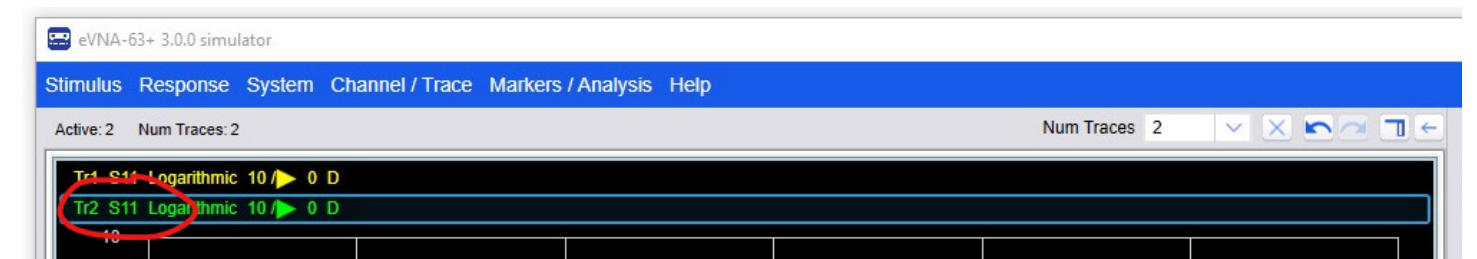 eVNA-63+ 3.0.0 simulator
Stimulus Response System Channel / Trace Markers / Analysis Help
Active: 2 Num Traces: 2 Num Traces 2
Tr1 S11 Logarithmic 10 /▶ 0 D
Tr2 S11 Logarithmic 10 /▶ 0 D
10